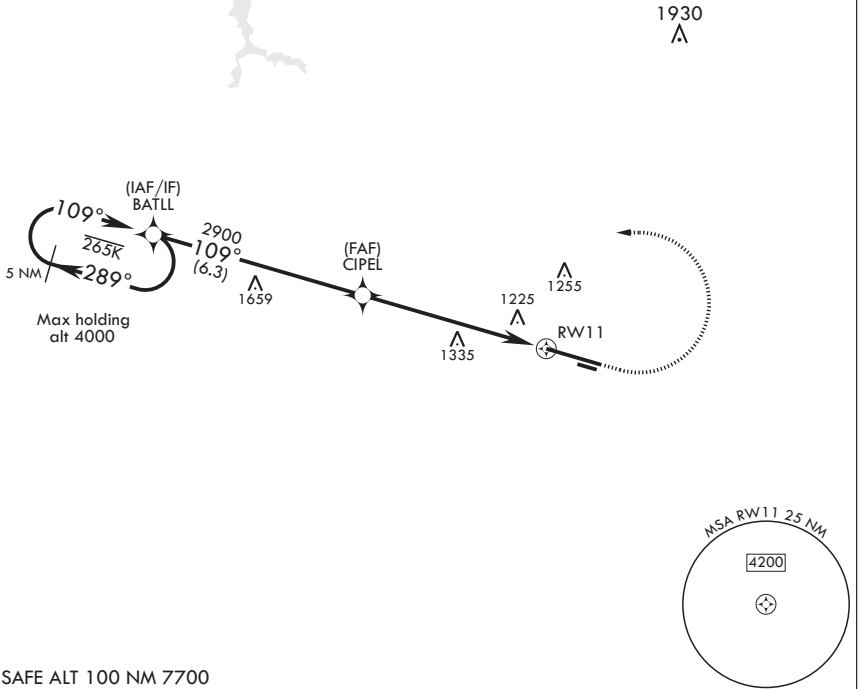 1930
(IAF/IF)
BATLL
109°
265K
289°
5 NM
Max holding
alt 4000
2900
109°
(6.3)
1659
(FAF)
CIPEL
1255
1225
1335
RW11
MSA RW11 25 NM
4200
SAFE ALT 100 NM 7700